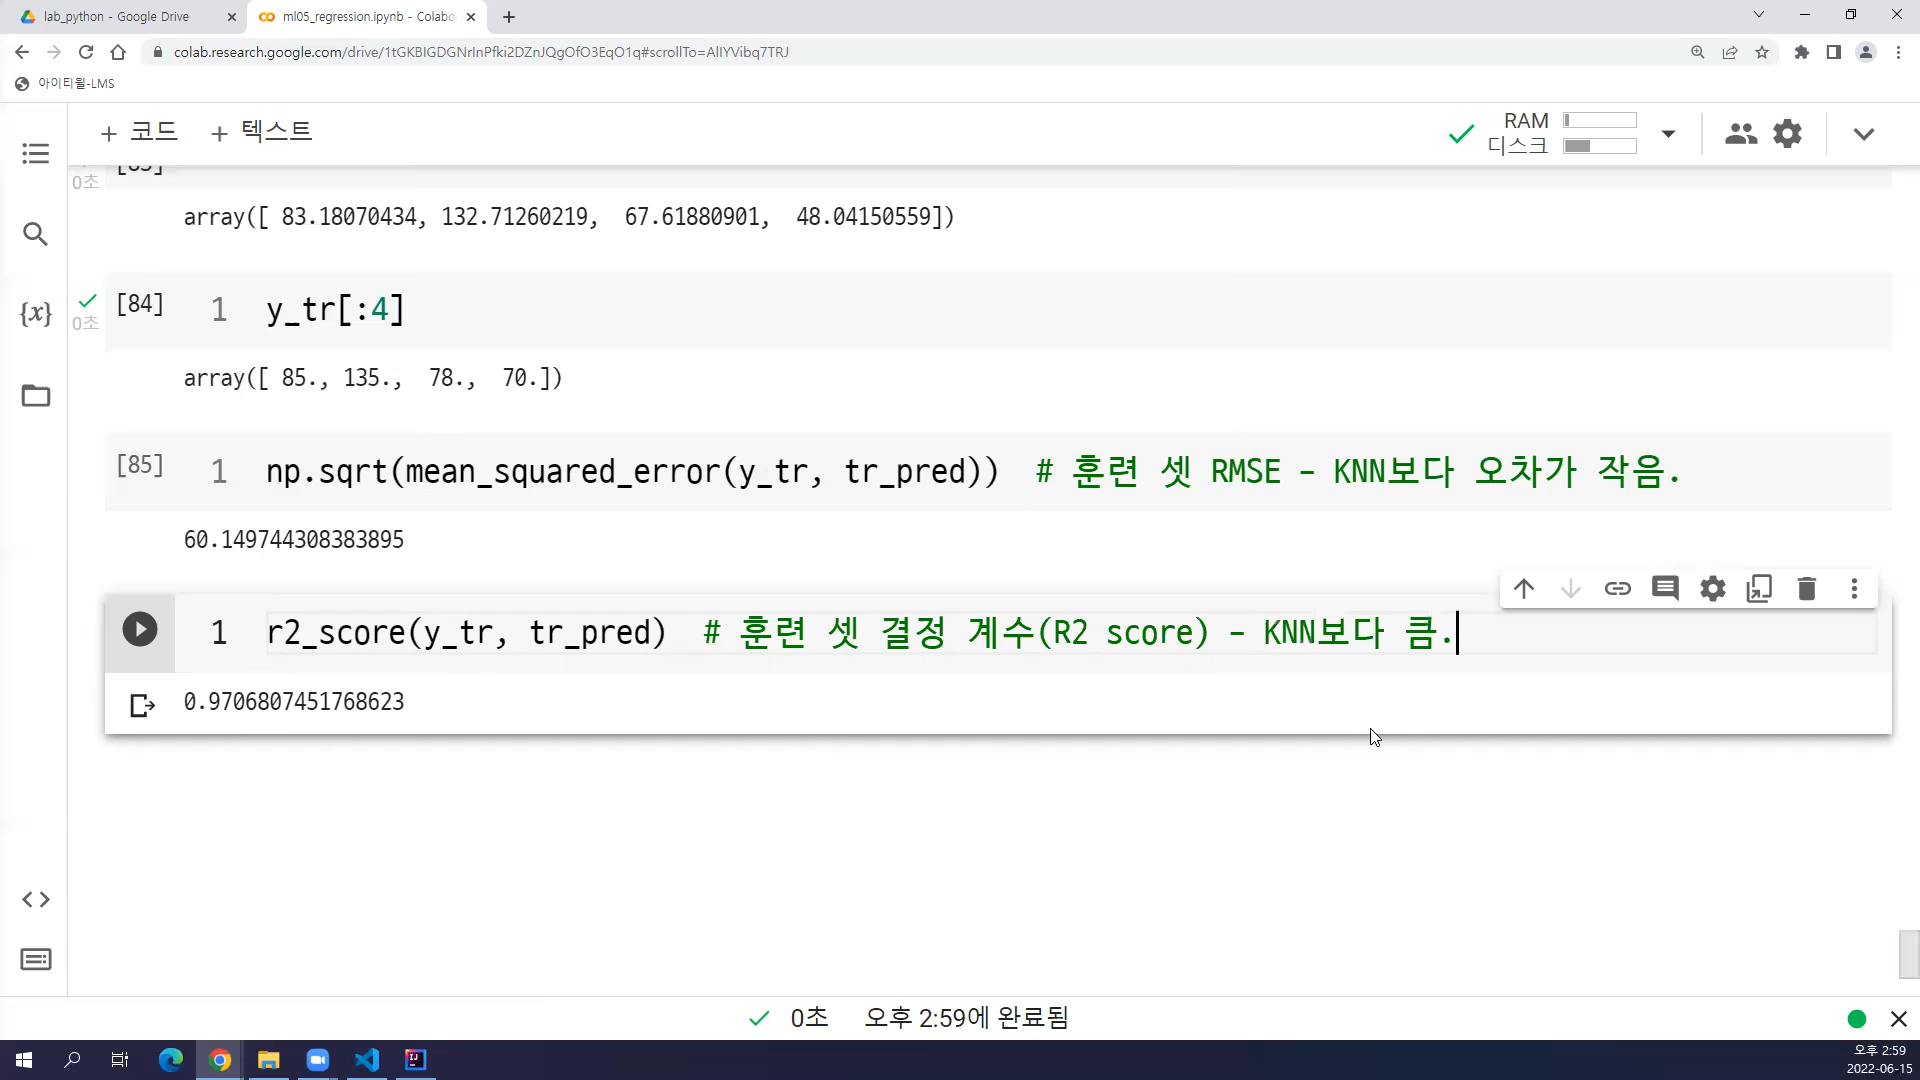 lab_python - Google Drive
ml05_regression.ipynb - Colabo
colab.research.google.com/drive/1tGKBIGDGNrInPfki2DZnJQgOfO3EqO1q#scrollTo=AlIYVibq7TRJ
아이티윌-LMS
+ 코드 + 텍스트
RAM
디스크
0초
array([ 83.18070434, 132.71260219,  67.61880901,  48.04150559])
[84] 1 y_tr[:4]
0초
array([ 85., 135.,  78.,  70.])
[85] 1 np.sqrt(mean_squared_error(y_tr, tr_pred))  # 훈련 셋 RMSE - KNN보다 오차가 작음.
60.149744308383895
1 r2_score(y_tr, tr_pred)  # 훈련 셋 결정 계수(R2 score) - KNN보다 큼.
0.9706807451768623
0초 오후 2:59에 완료됨
오후 2:59
2022-06-15